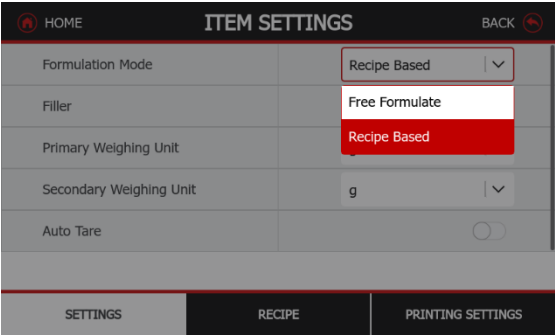 HOME
ITEM SETTINGS
BACK
Formulation Mode
Recipe Based
Filler
Free Formulate
Recipe Based
Primary Weighing Unit
Secondary Weighing Unit
g
Auto Tare
SETTINGS
RECIPE
PRINTING SETTINGS